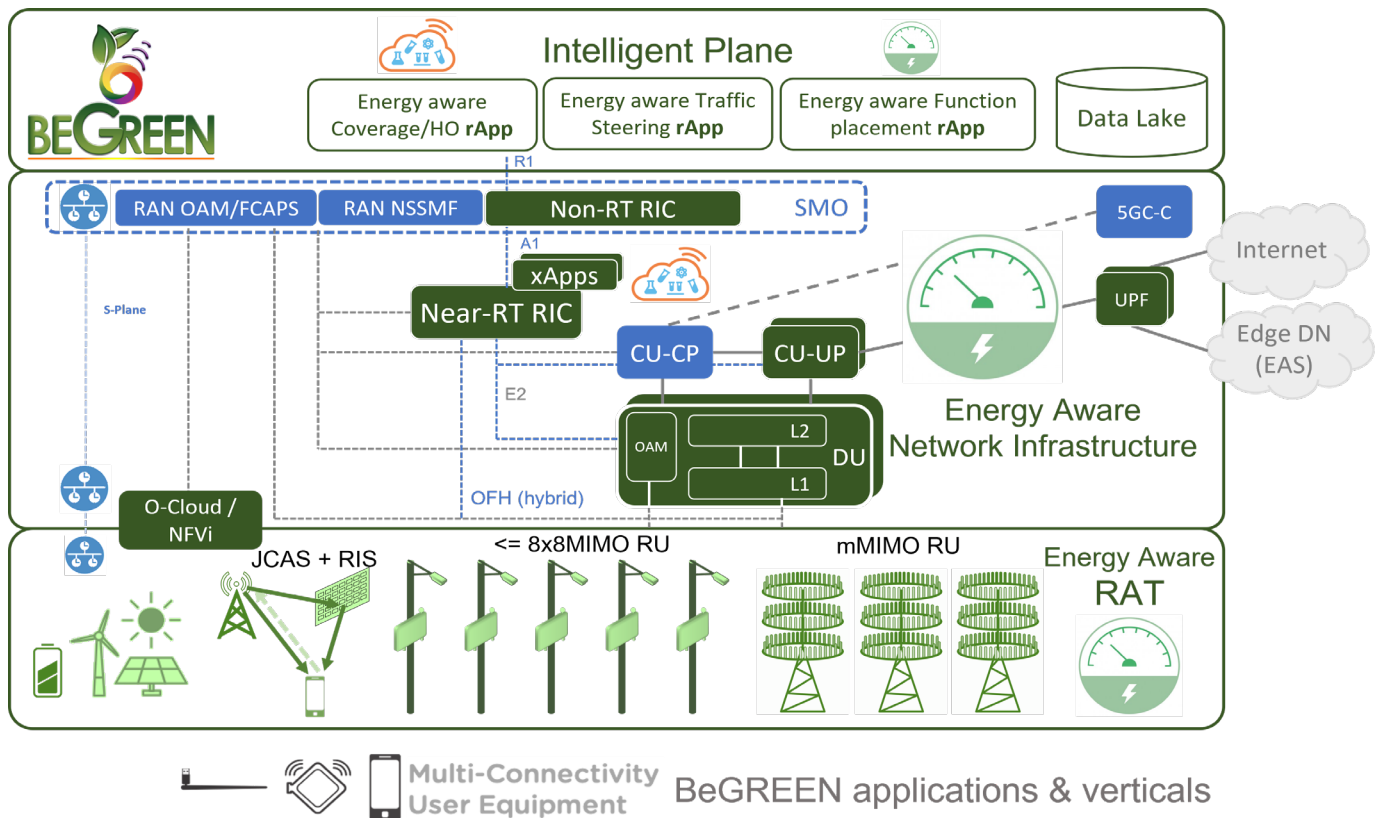 BEGREEN
Intelligent Plane
Energy aware
Coverage/HO rApp
Energy aware Traffic
Steering rApp
Energy aware Function
placement rApp
Data Lake
R1
RAN OAM/FCAPS
RAN NSSMF
Non-RT RIC
SMO
5GC-C
Internet
A1
xApps
S-Plane
Near-RT RIC
UPF
CU-CP
CU-UP
Edge DN
(EAS)
E2
Energy Aware
Network Infrastructure
OAM
L2
DU
L1
OFH (hybrid)
O-Cloud /
NFVi
JCAS + RIS
<= 8x8MIMO RU
mMIMO RU
Energy Aware
RAT
Multi-Connectivity
User Equipment
BeGREEN applications & verticals